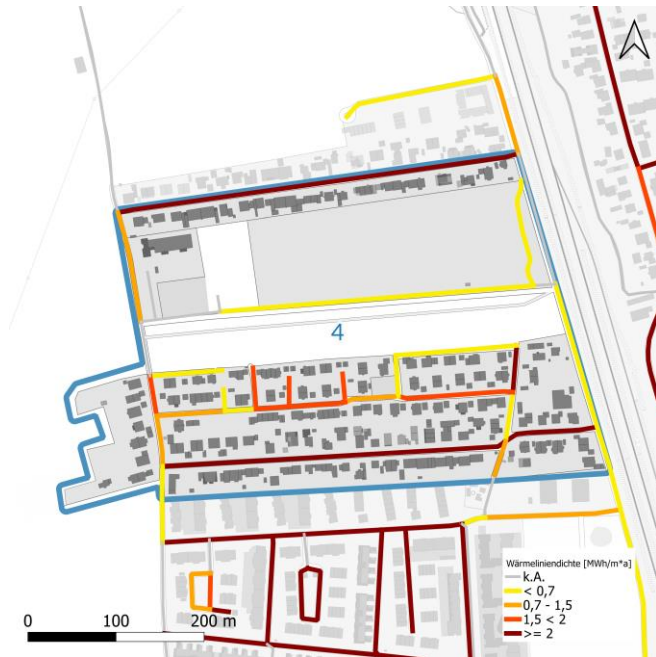 4
Wärmeliniendichte [MWh/m*a]
k.A.
< 0,7
0,7 - 1,5
1,5 < 2
>= 2
0 100 200 m